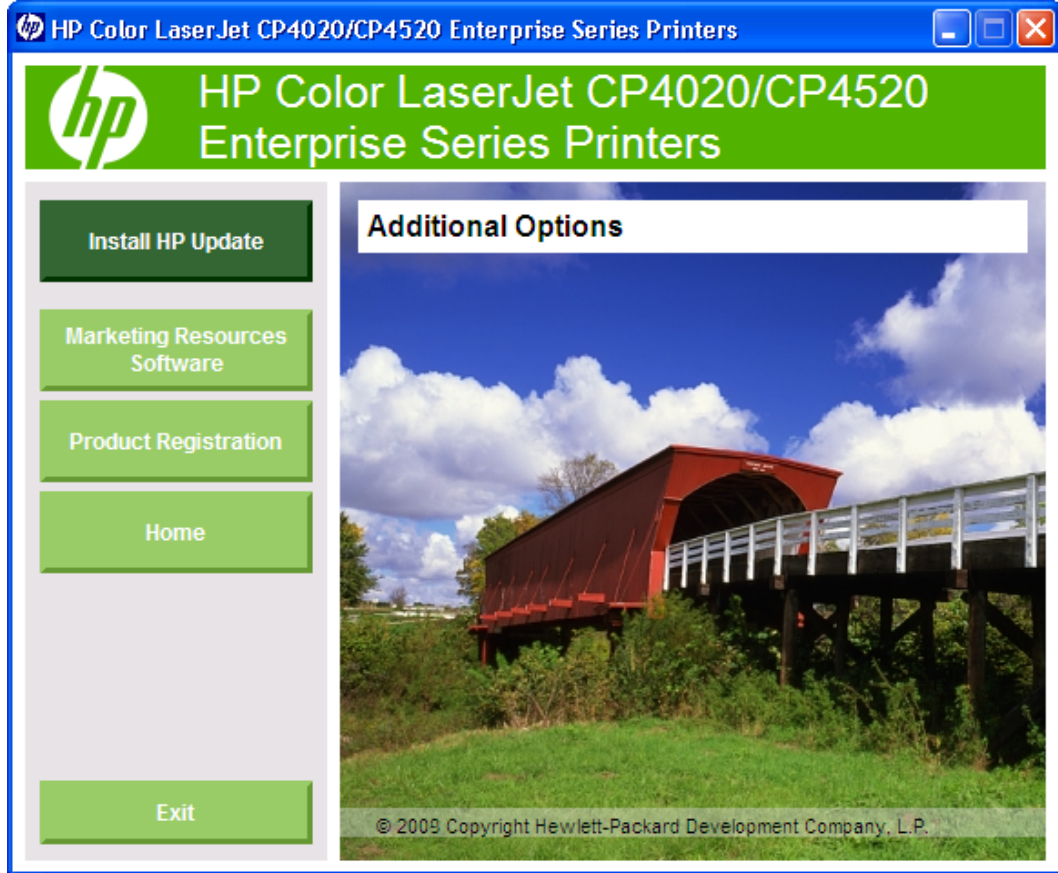 HP Color LaserJet CP4020/CP4520 Enterprise Series Printers
hp
HP Color LaserJet CP4020/CP4520
Enterprise Series Printers
Install HP Update
Marketing Resources
Software
Product Registration
Home
Exit
Additional Options
© 2009 Copyright Hewlett-Packard Development Company, L.P.